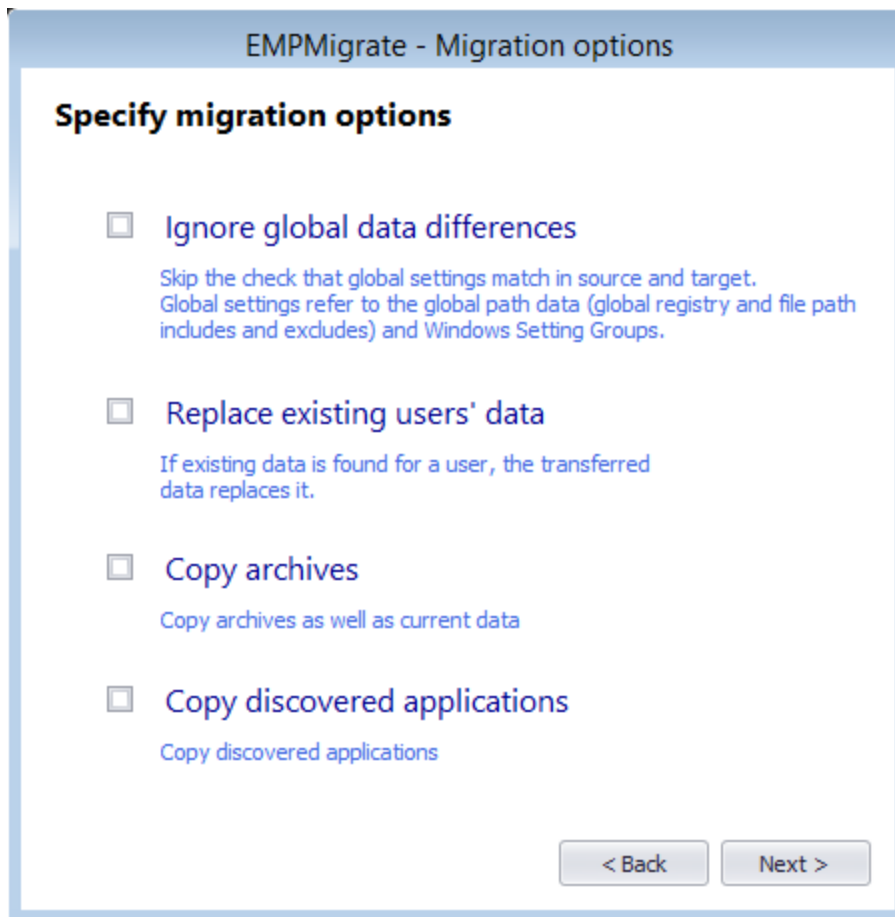 EMPMigrate - Migration options
Specify migration options
Ignore global data differences
Skip the check that global settings match in source and target.
Global settings refer to the global path data (global registry and file path
includes and excludes) and Windows Setting Groups.
Replace existing users' data
If existing data is found for a user, the transferred
data replaces it.
Copy archives
Copy archives as well as current data
Copy discovered applications
Copy discovered applications
< Back Next >